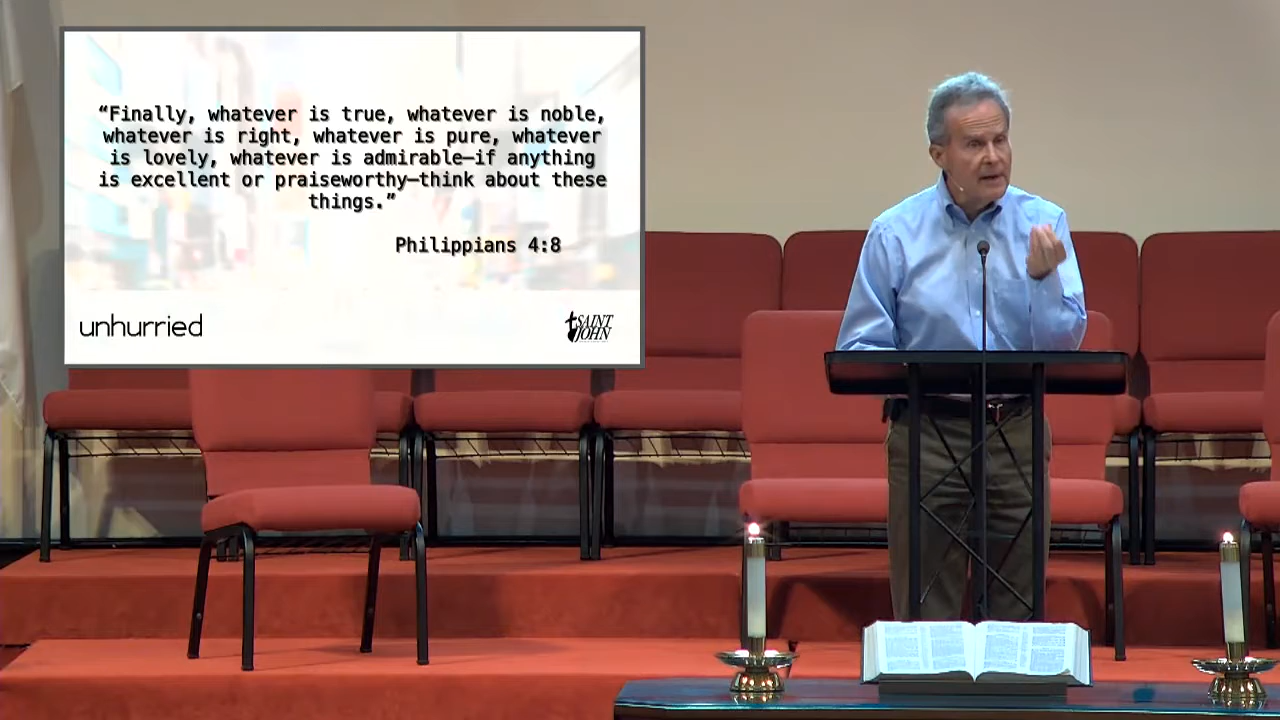 “Finally, whatever is true, whatever is noble,
whatever is right, whatever is pure, whatever
is lovely, whatever is admirable—if anything
is excellent or praiseworthy—think about these
things.”
Philippians 4:8
unhurried
SAINT
JOHN